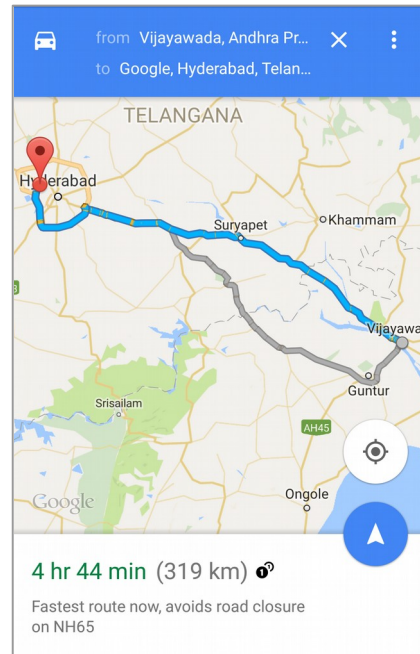 from Vijayawada, Andhra Pr...
to Google, Hyderabad, Telan...
TELANGANA
Hyderabad
Suryapet
Khammam
Vijayawa
Guntur
Srisailam
AH45
Ongole
Google
4 hr 44 min (319 km)
Fastest route now, avoids road closure
on NH65